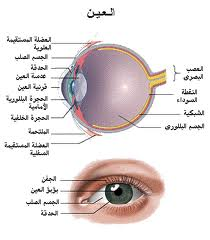 العين
العضلة المستقيمة
العلوية
الجسم الصلب
الحدقة
عدسة العين
قرنية العين
الحجرة البللورية
الأمامية
الحجرة الخلفية
الملتحمة
العضلة المستقيمة
السفلية
العصب
البصري
النقطة
السوداء
الشبكية
الجسم البللورى
الجفن
بؤبؤ العين
الجسم الصلب
الحدقة